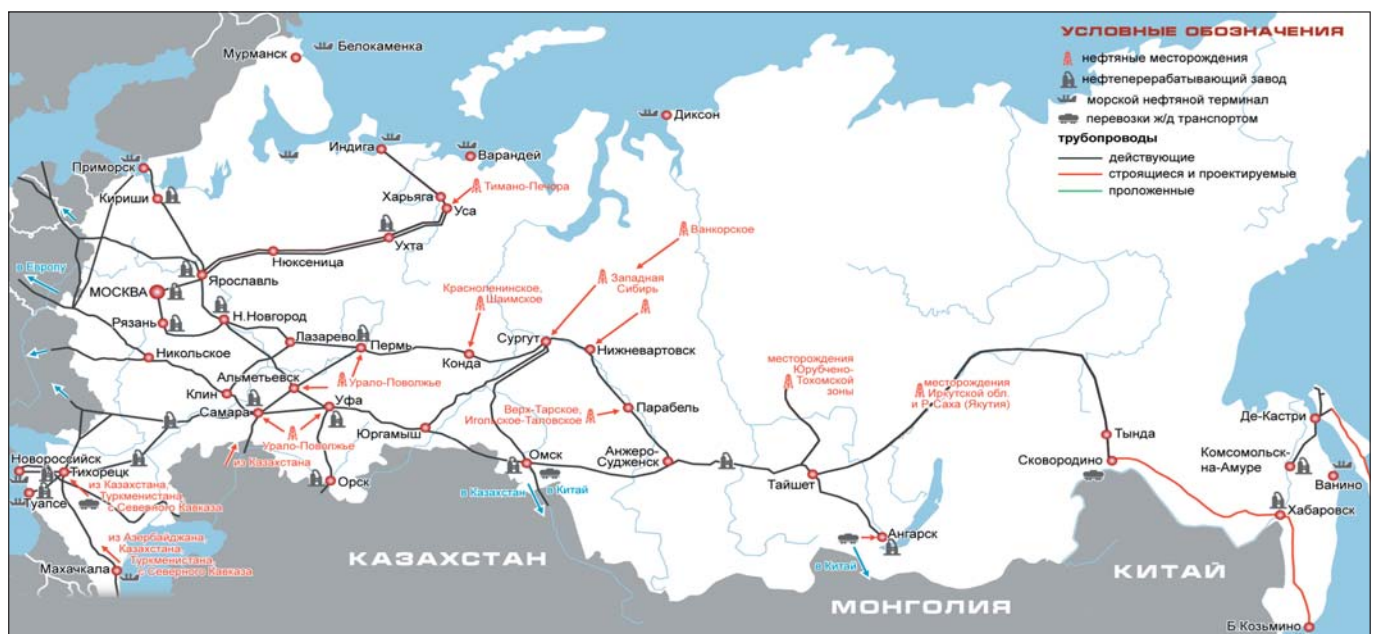 УСЛОВНЫЕ ОБОЗНАЧЕНИЯ
нефтяные месторождения
нефтеперерабатывающий завод
морской нефтяной терминал
перевозки ж/д транспортом
трубопроводы
действующие
строящиеся и проектируемые
проложенные
Мурманск
Белокаменка
Диксон
Индига
Варандей
Приморск
Кириши
Харьяга
Тимано-Печора
Уса
Ухта
Нюксеница
Ванкорское
в Европу
Ярославль
МОСКВА
Западная
Сибирь
Красноленинское,
Шаимское
Рязань
Н.Новгород
Лазарево
Пермь
Сургут
Никольское
Конда
Нижневартовск
месторождения
Юрубчено-
Тохомской
зоны
Альметьевск
Урало-Поволжье
Клин
Уфа
Самара
Верх-Тарское,
Игольское-Таловское
Парабель
месторождения
Иркутской обл.
и Р.Саха (Якутия)
Де-Кастри
Юргамыш
Урало-Поволжье
из Казахстана
Омск
Анжеро-
Судженск
Тында
Новороссийск
Тихорецк
Орск
Тайшет
Сковородино
Комсомольск-
на-Амуре
Ванино
из Казахстана,
Туркменистана,
с Северного Кавказа
Туапсе
в Казахстан
в Китай
Хабаровск
Ангарск
из Азербайджана,
Казахстана,
Туркменистана,
с Северного Кавказа
Махачкала
КАЗАХСТАН
в Китай
КИТАЙ
МОНГОЛИЯ
Б.Козьмино